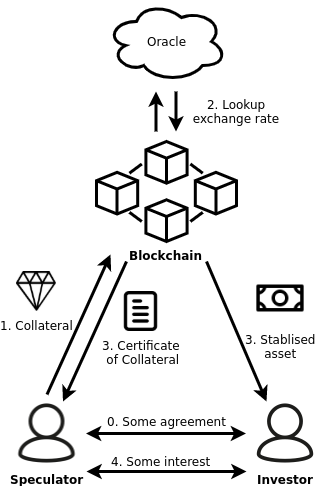 Oracle
2. Lookup
exchange rate
Blockchain
1. Collateral
3. Certificate
of Collateral
3. Stablised
asset
0. Some agreement
4. Some interest
Speculator
Investor